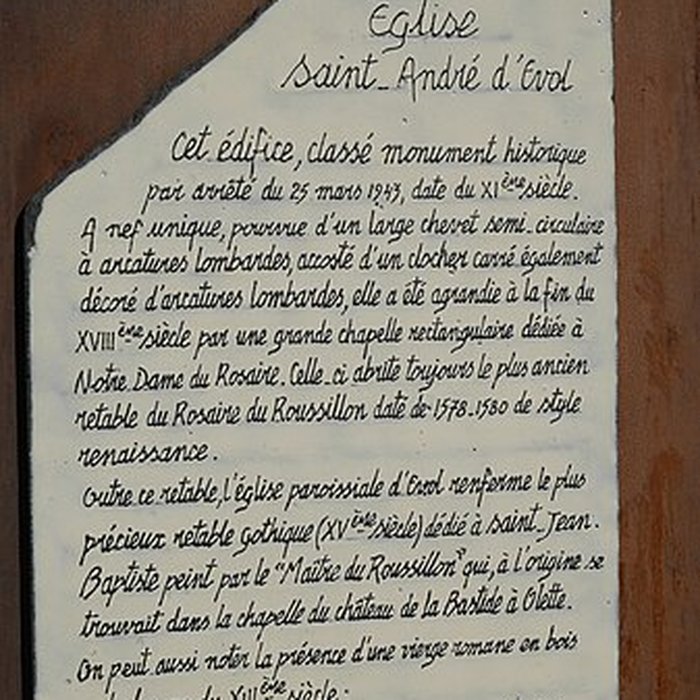 Eglise
Saint-André d'Evol
Cet édifice, classé monument historique
par arrêté du 25 mars 1943, date du XIème siècle.
A nef unique, pourvue d'un large chevet semi-circulaire
à arcatures lombardes, accosté d'un clocher carré également
décoré d'arcatures lombardes, elle a été agrandie à la fin du
XVIIIème siècle par une grande chapelle rectangulaire dédiée à
Notre Dame du Rosaire. Celle-ci abrite toujours le plus ancien
retable du Rosaire du Roussillon daté de 1578-1580 de style
renaissance.
Outre ce retable, l'église paroissiale d'Evol renferme le plus
précieux retable gothique (XVème siècle) dédié à saint-Jean.
Baptiste peint par le "Maître du Roussillon" qui, à l'origine se
trouvait dans la chapelle du château de la Bastide à Olette.
On peut aussi noter la présence d'une vierge romane en bois
du XIIIème siècle.